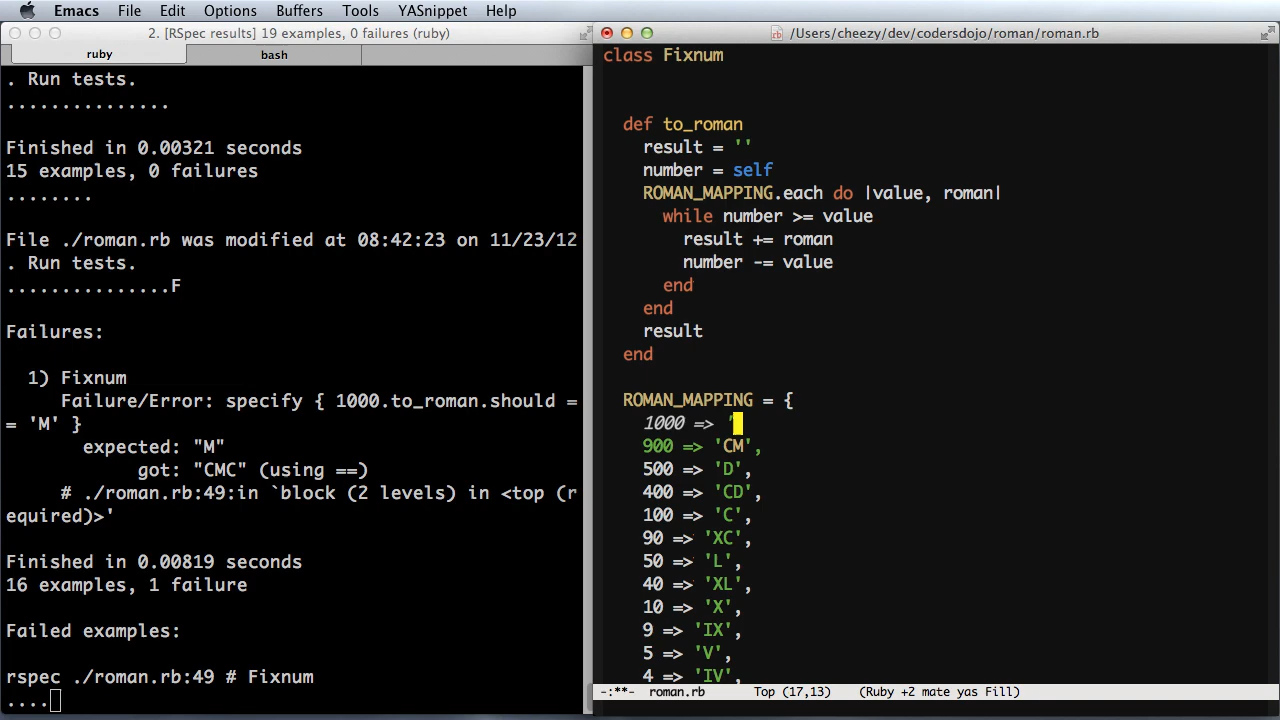 Emacs File Edit Options Buffers Tools YASnippet Help
2. [RSpec results] 19 examples, 0 failures (ruby)
ruby bash
. Run tests.
...............
Finished in 0.00321 seconds
15 examples, 0 failures
........
File ./roman.rb was modified at 08:42:23 on 11/23/12
. Run tests.
...............F
Failures:
1) Fixnum
Failure/Error: specify { 1000.to_roman.should =
= 'M' }
expected: "M"
got: "CMC" (using ==)
# ./roman.rb:49:in `block (2 levels) in <top (r
equired)>'
Finished in 0.00819 seconds
16 examples, 1 failure
Failed examples:
rspec ./roman.rb:49 # Fixnum
....
/Users/cheezy/dev/codersdojo/roman/roman.rb
class Fixnum
def to_roman
result = ''
number = self
ROMAN_MAPPING.each do |value, roman|
while number >= value
result += roman
number -= value
end
end
result
end
ROMAN_MAPPING = {
1000 => '
900 => 'CM',
500 => 'D',
400 => 'CD',
100 => 'C',
90 => 'XC',
50 => 'L',
40 => 'XL',
10 => 'X',
9 => 'IX',
5 => 'V',
4 => 'IV',
-:**- roman.rb Top (17,13) (Ruby +2 mate yas Fill)